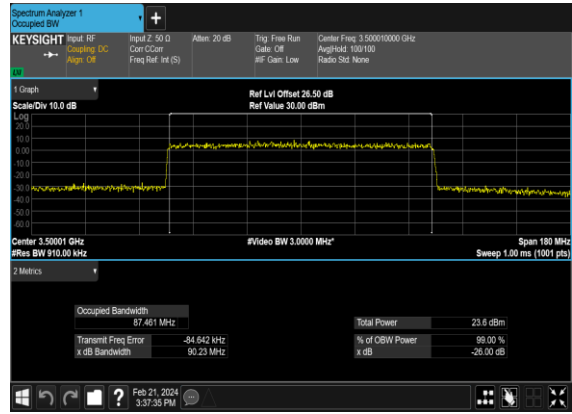 Spectrum Analyzer 1
Occupied BW
+
KEYSIGHT Input: RF Input Z: 50 Ω Atten: 20 dB Trig: Free Run Center Freq: 3.500010000 GHz
Coupling: DC Corr CCorr Gate: Off Avg|Hold: 100/100
Align: Off Freq Ref: Int (S) #IF Gain: Low Radio Std: None
LXI
1 Graph
Ref Lvl Offset 26.50 dB
Scale/Div 10.0 dB Ref Value 30.00 dBm
Log
20.0
10.0
0.00
-10.0
-20.0
-30.0
-40.0
-50.0
-60.0
Center 3.50001 GHz #Video BW 3.0000 MHz* Span 180 MHz
#Res BW 910.00 kHz Sweep 1.00 ms (1001 pts)
2 Metrics
Occupied Bandwidth
87.461 MHz Total Power 23.6 dBm
Transmit Freq Error -84.642 kHz % of OBW Power 99.00 %
x dB Bandwidth 90.23 MHz x dB -26.00 dB
? Feb 21, 2024
3:37:35 PM